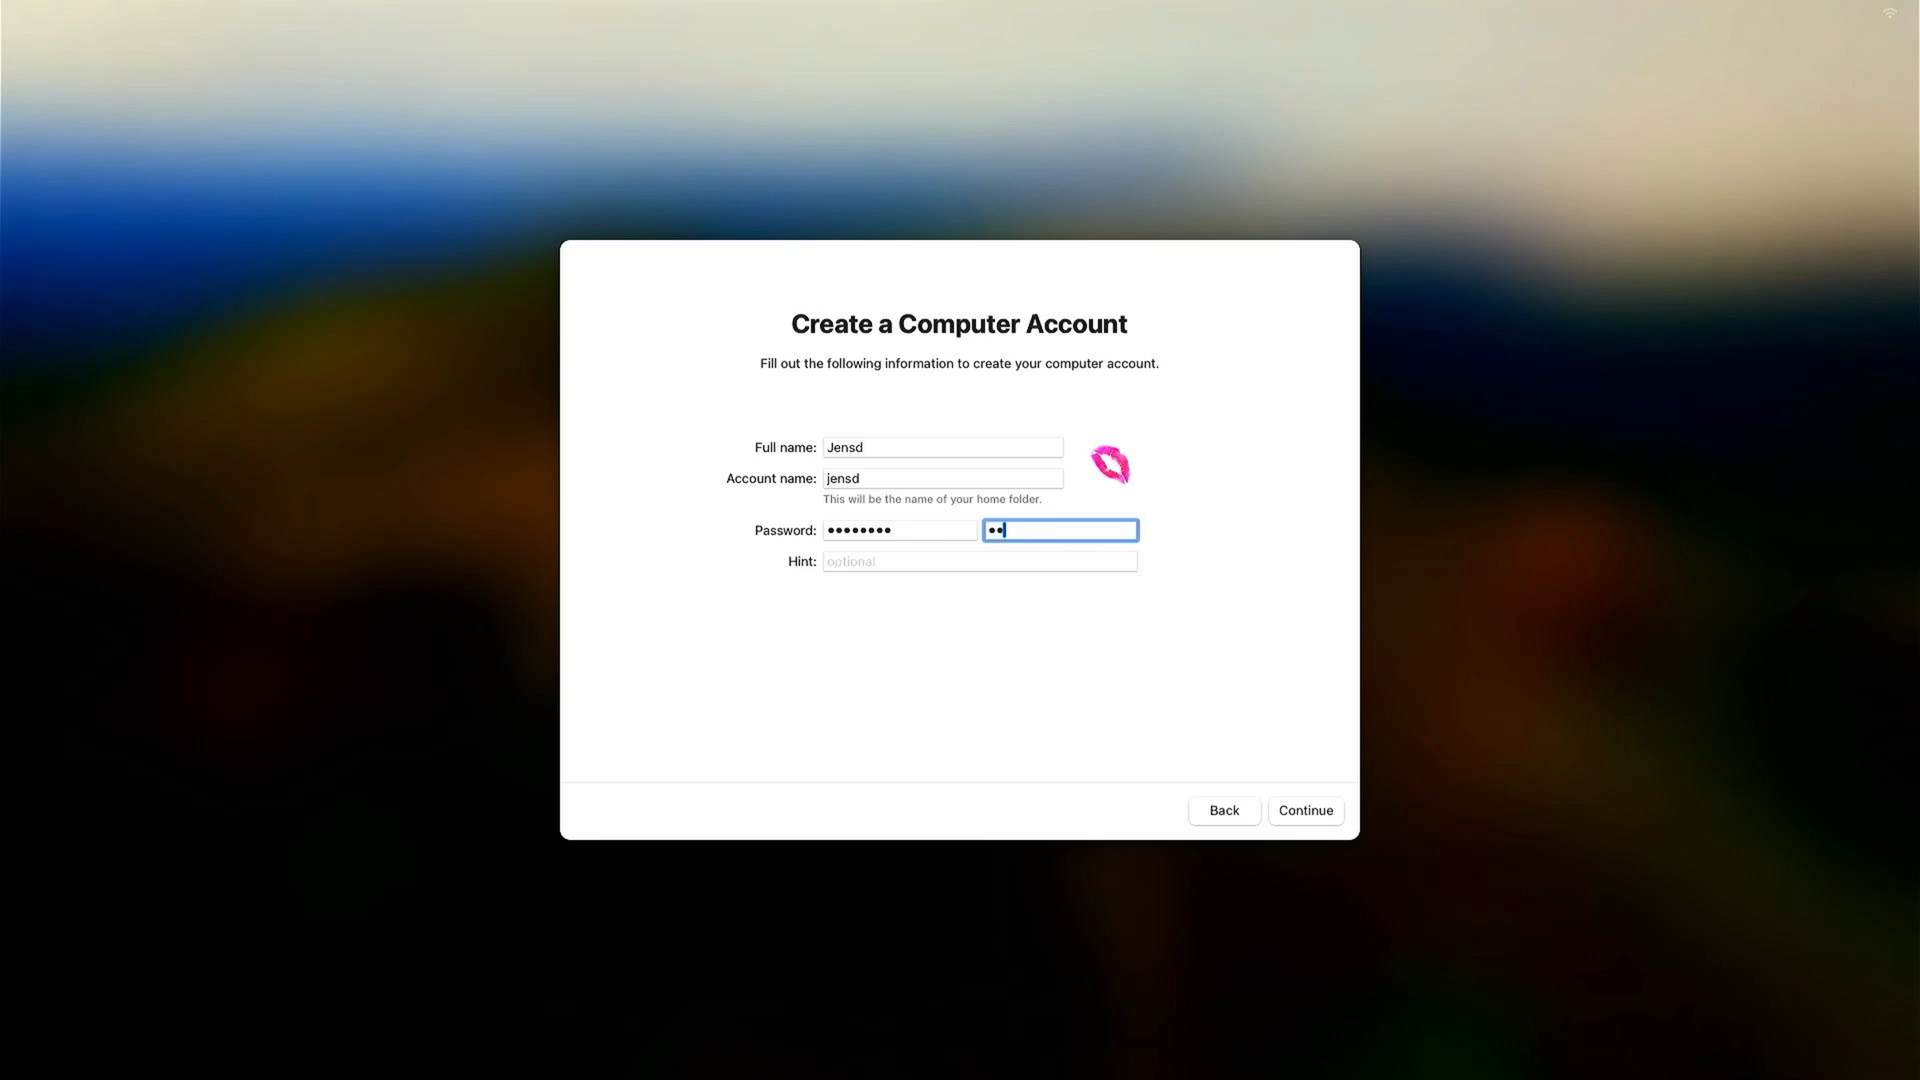 Create a Computer Account
Fill out the following information to create your computer account.
Full name: Jensd
Account name: jensd
This will be the name of your home folder.
Password: •••••••• ••
Hint: optional
Back Continue